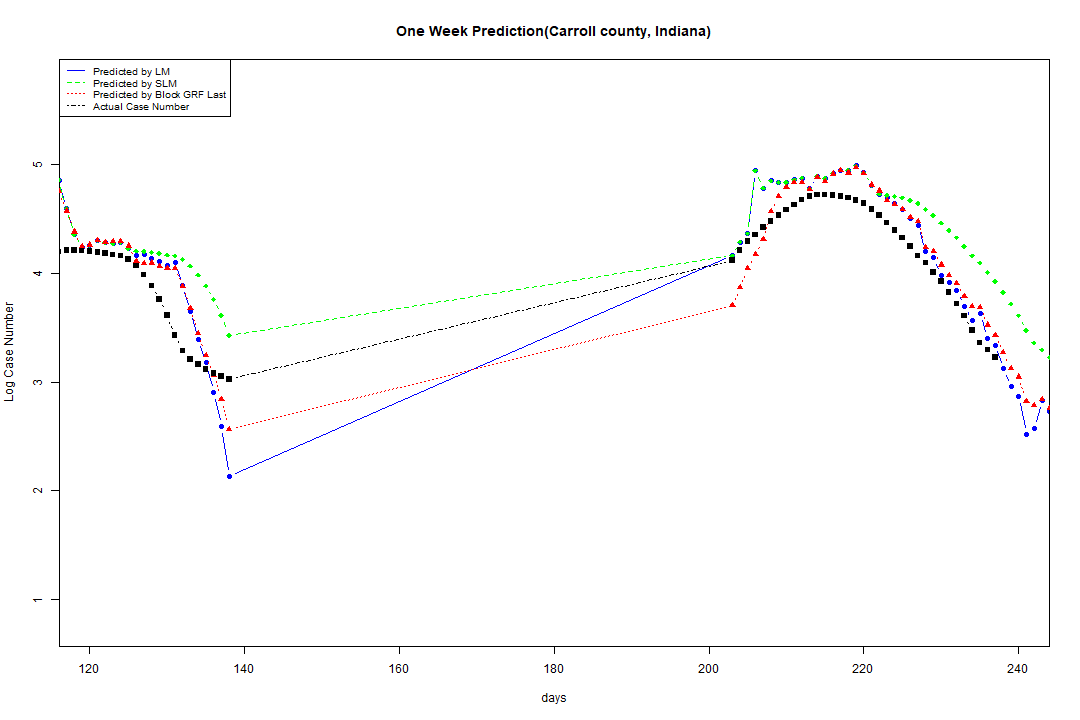 One Week Prediction(Carroll county, Indiana)
Predicted by LM
Predicted by SLM
Predicted by Block GRF Last
Actual Case Number
5
4
3
2
1
Log Case Number
120 140 160 180 200 220 240
days